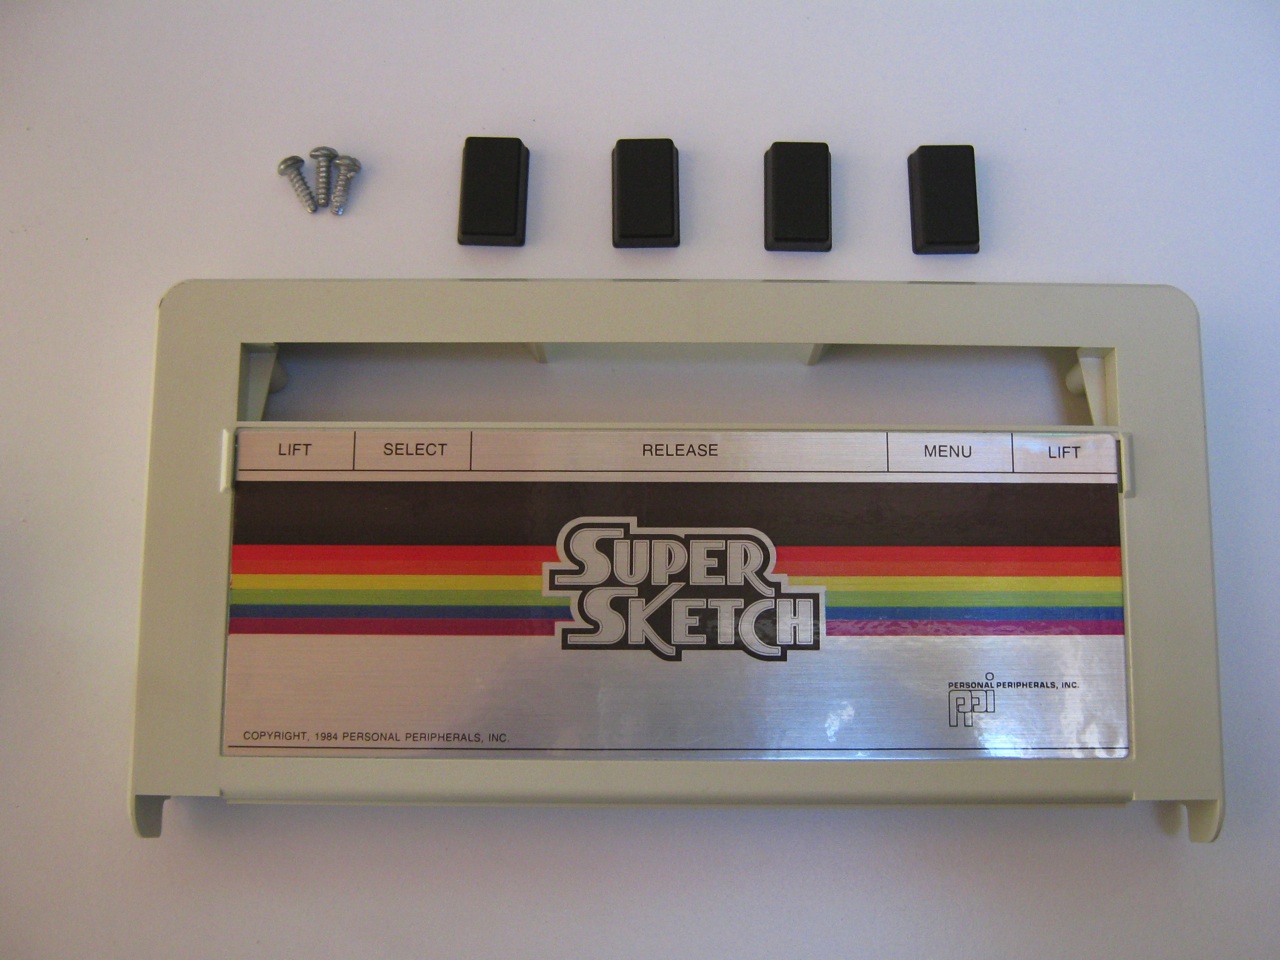 LIFT SELECT RELEASE MENU LIFT
SUPER
SKETCH
PERSONAL PERIPHERALS, INC.
ppi
COPYRIGHT, 1984 PERSONAL PERIPHERALS, INC.